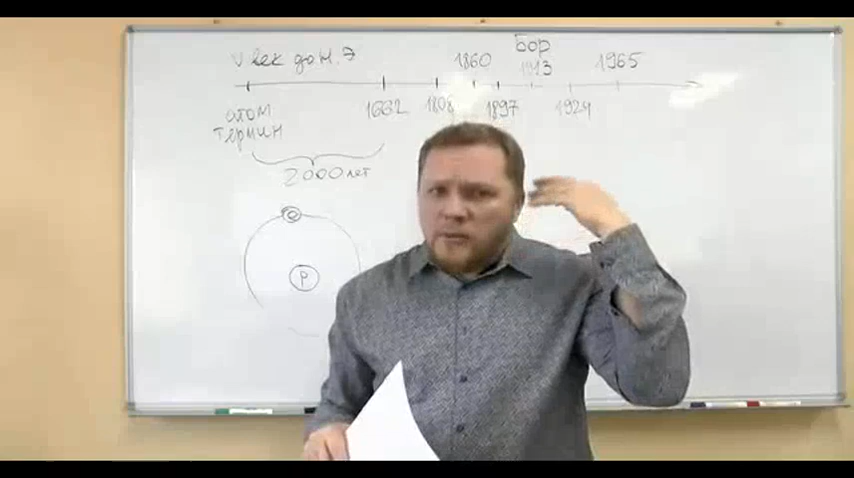 V век до н. э
1860
Бор
1913
1965
атом
термин
1662
1808
1897
1924
2000 лет
e
P